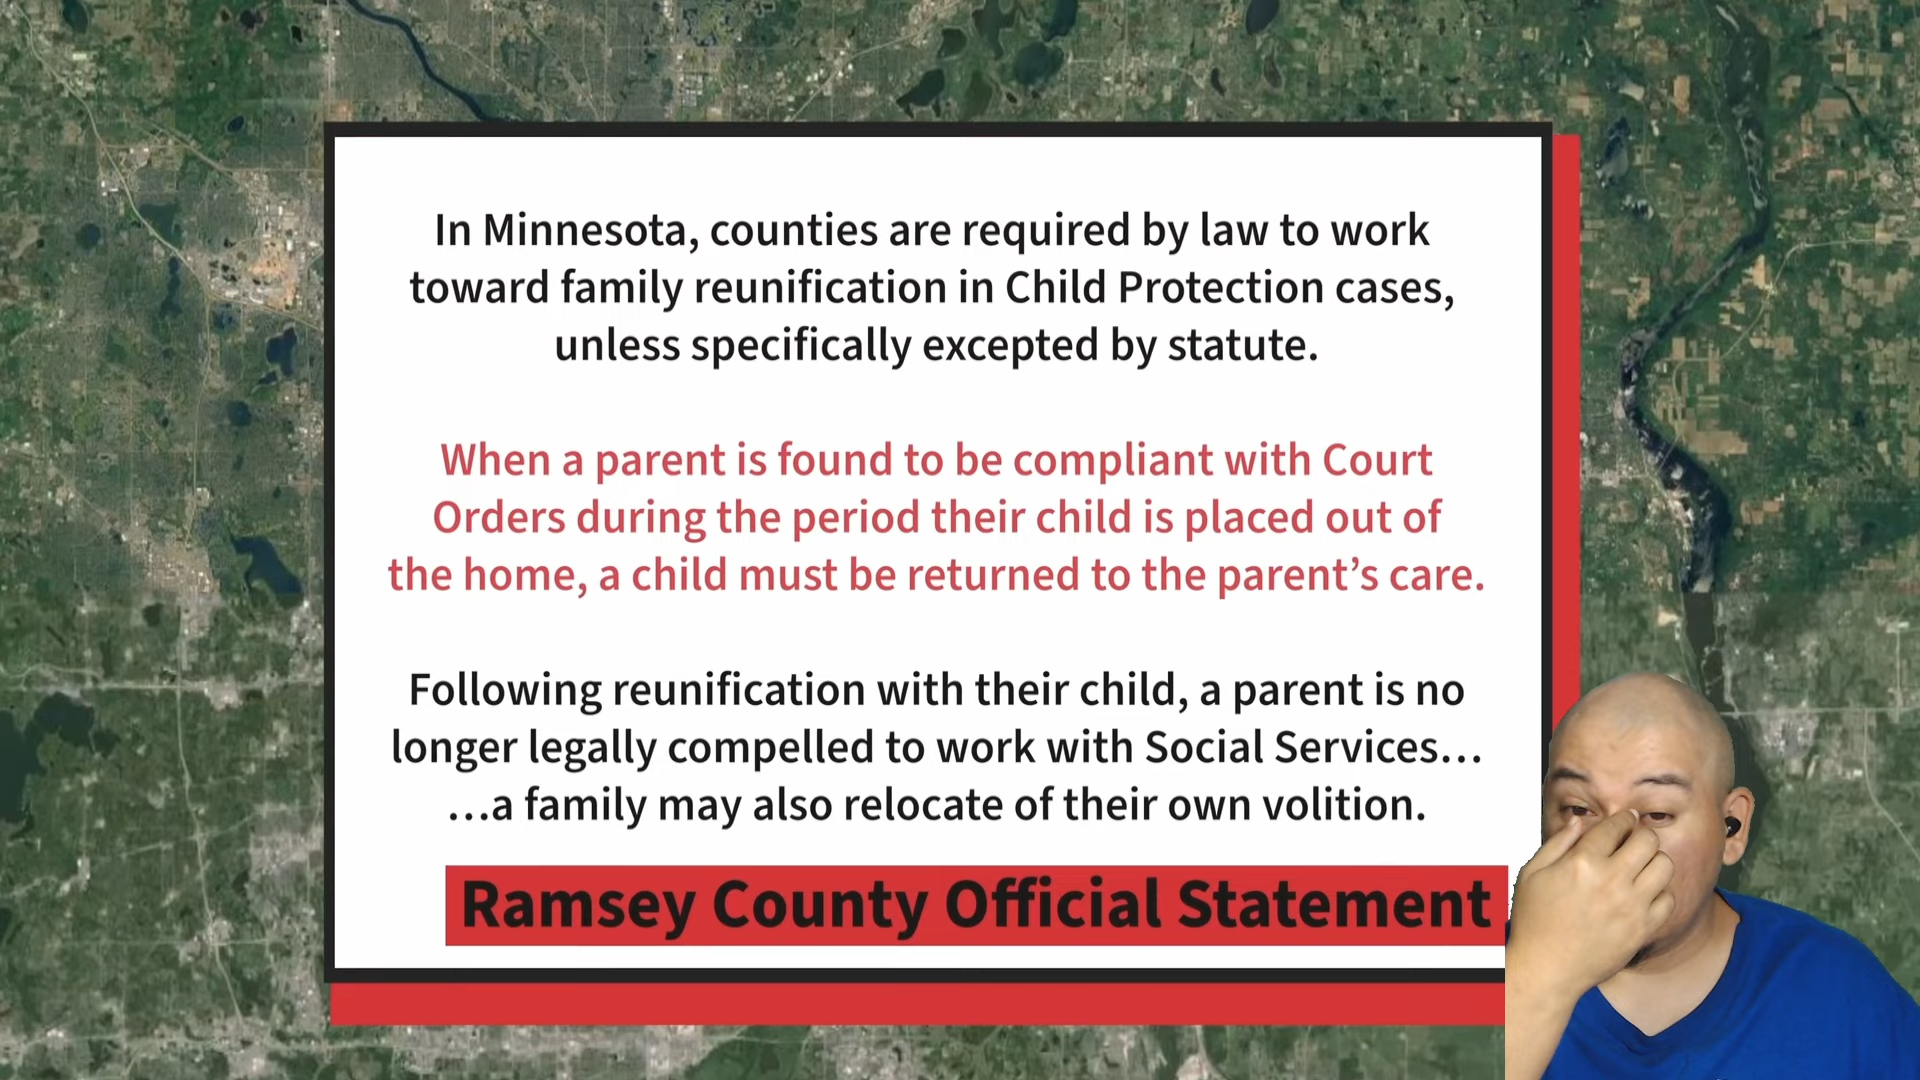 In Minnesota, counties are required by law to work
toward family reunification in Child Protection cases,
unless specifically excepted by statute.
When a parent is found to be compliant with Court
Orders during the period their child is placed out of
the home, a child must be returned to the parent’s care.
Following reunification with their child, a parent is no
longer legally compelled to work with Social Services…
…a family may also relocate of their own volition.
Ramsey County Official Statement